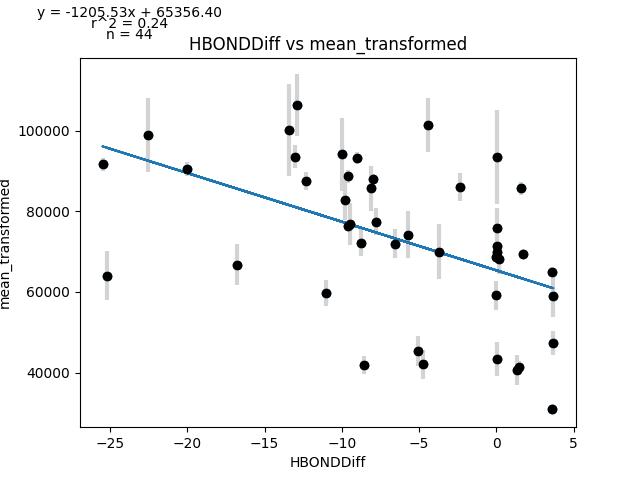 y = -1205.53x + 65356.40
r^2 = 0.24
n = 44
HBONDDiff vs mean_transformed
100000
80000
60000
40000
mean_transformed
−25
−20
−15
−10
−5
0
5
HBONDDiff